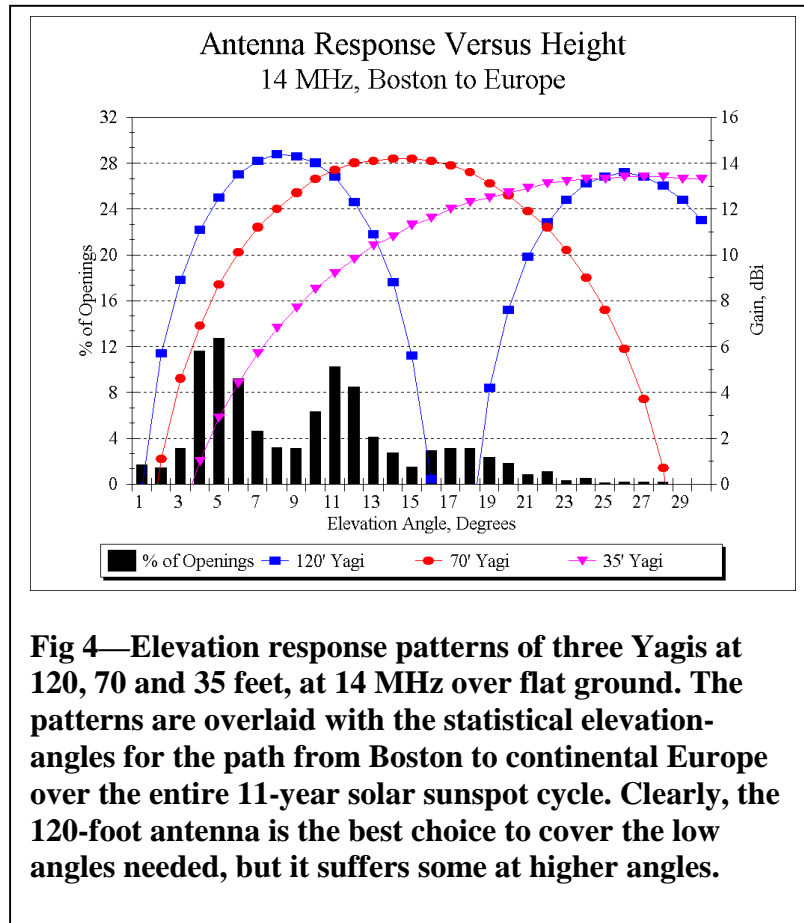 Antenna Response Versus Height
14 MHz, Boston to Europe
32
28
24
20
16
12
8
4
0
% of Openings
16
14
12
10
8
6
4
2
0
Gain, dBi
1 3 5 7 9 11 13 15 17 19 21 23 25 27 29
Elevation Angle, Degrees
% of Openings 120' Yagi 70' Yagi 35' Yagi
Fig 4—Elevation response patterns of three Yagis at
120, 70 and 35 feet, at 14 MHz over flat ground. The
patterns are overlaid with the statistical elevation-
angles for the path from Boston to continental Europe
over the entire 11-year solar sunspot cycle. Clearly, the
120-foot antenna is the best choice to cover the low
angles needed, but it suffers some at higher angles.